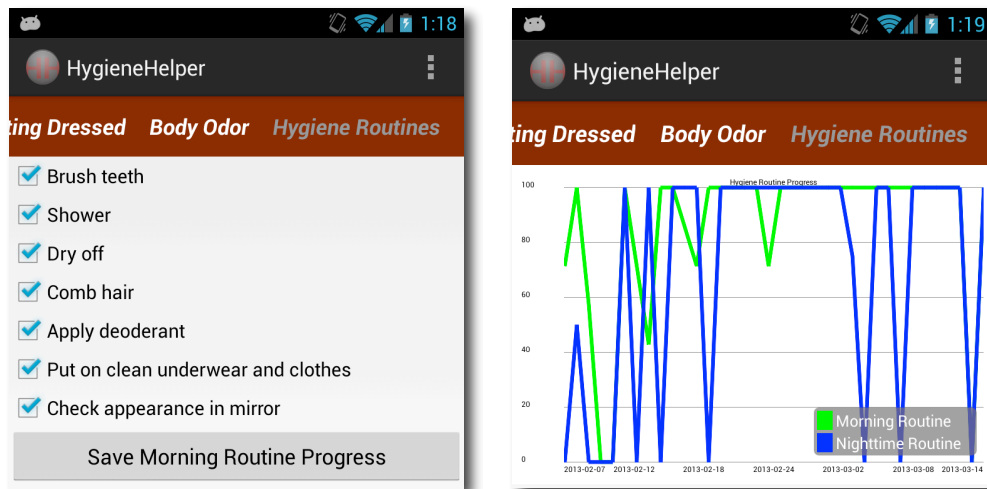 1:18
HygieneHelper
ting Dressed Body Odor Hygiene Routines
Brush teeth
Shower
Dry off
Comb hair
Apply deoderant
Put on clean underwear and clothes
Check appearance in mirror
Save Morning Routine Progress
1:19
HygieneHelper
ting Dressed Body Odor Hygiene Routines
Hygiene Routine Progress
100
80
60
40
20
0
Morning Routine
Nighttime Routine
2013-02-07 2013-02-12 2013-02-18 2013-02-24 2013-03-02 2013-03-08 2013-03-14